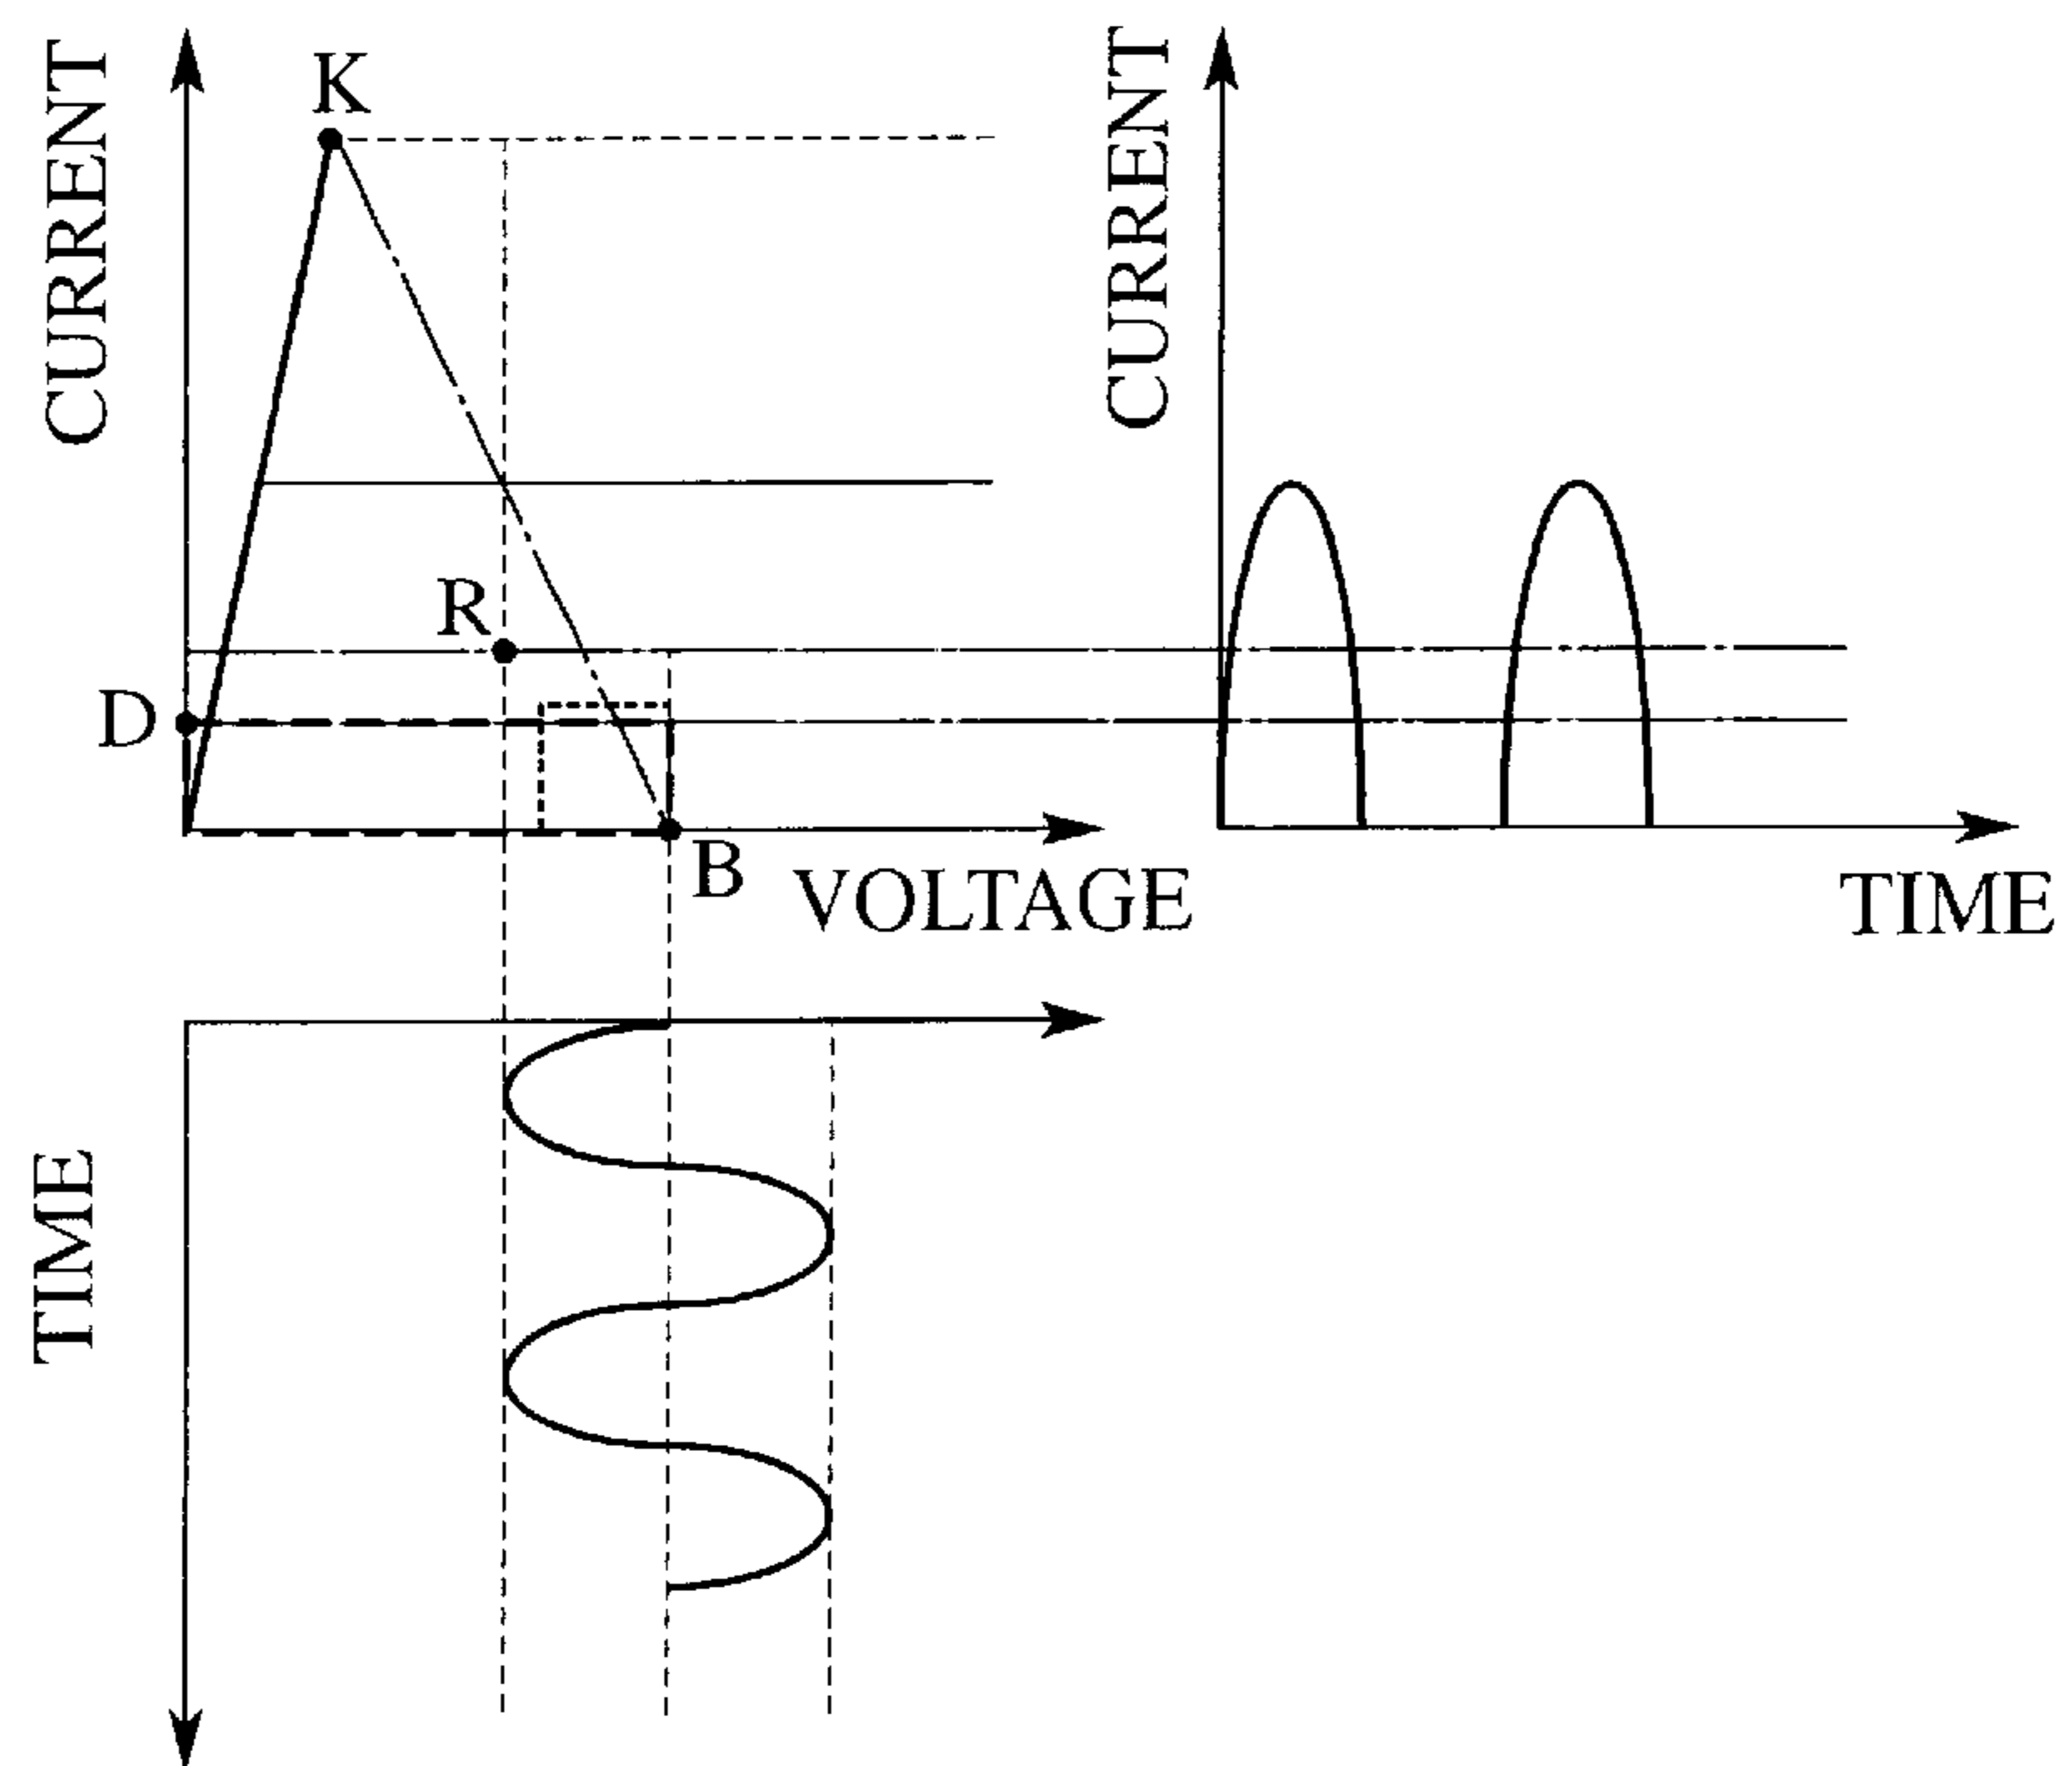 CURRENT
K
R
D
B
VOLTAGE
CURRENT
TIME
TIME